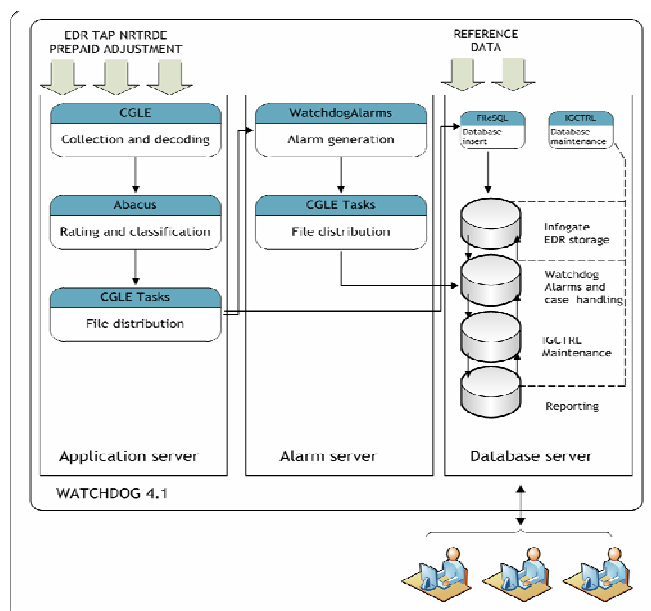 EDR TAP NRTRDE
PREPAID ADJUSTMENT
REFERENCE
DATA
CGLE
Collection and decoding
Abacus
Rating and classification
CGLE Tasks
File distribution
Application server
WatchdogAlarms
Alarm generation
CGLE Tasks
File distribution
Alarm server
FileSQL
Database
insert
IGCTRL
Database
maintenance
Infogate
EDR storage
Watchdog
Alarms and
case handling
IGCTRL
Maintenance
Reporting
Database server
WATCHDOG 4.1